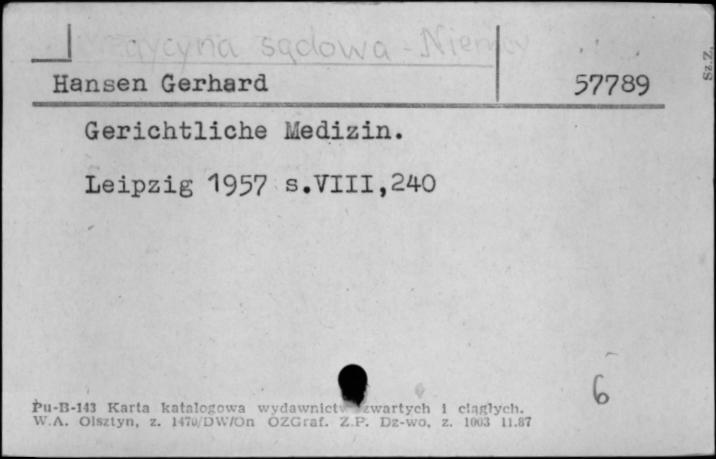 Medycyna sądowa - Niemcy
Hansen Gerhard 57789
Sz.Z.
Gerichtliche Medizin.
Leipzig 1957 s.VIII,240
6
Pu-B-143 Karta katalogowa wydawnictw zwartych i ciągłych.
W.A. Olsztyn, z. 1470/DW/On OZGraf. Z.P. Dz-wo, z. 1003 11.87